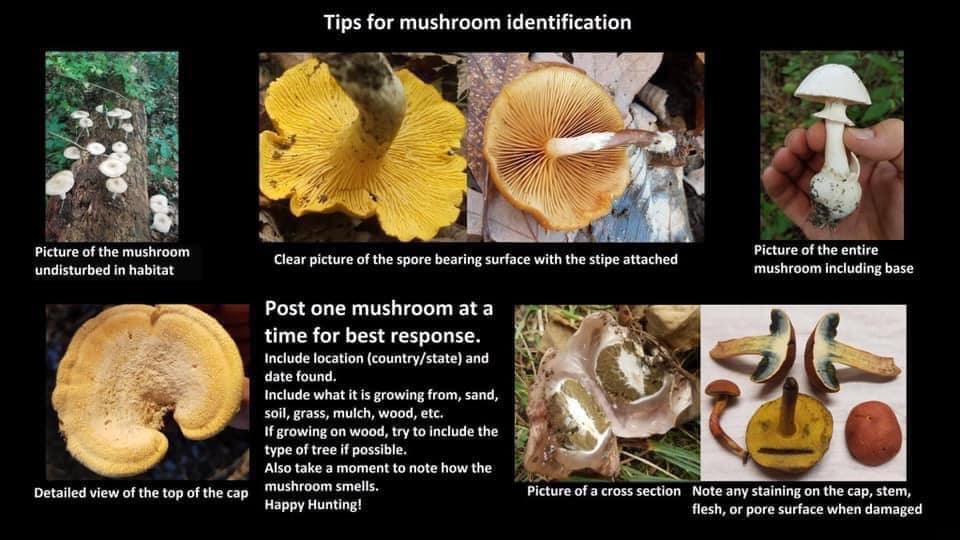 Tips for mushroom identification
Picture of the mushroom
undisturbed in habitat
Clear picture of the spore bearing surface with the stipe attached
Picture of the entire
mushroom including base
Detailed view of the top of the cap
Post one mushroom at a
time for best response.
Include location (country/state) and
date found.
Include what it is growing from, sand,
soil, grass, mulch, wood, etc.
If growing on wood, try to include the
type of tree if possible.
Also take a moment to note how the
mushroom smells.
Happy Hunting!
Picture of a cross section
Note any staining on the cap, stem,
flesh, or pore surface when damaged